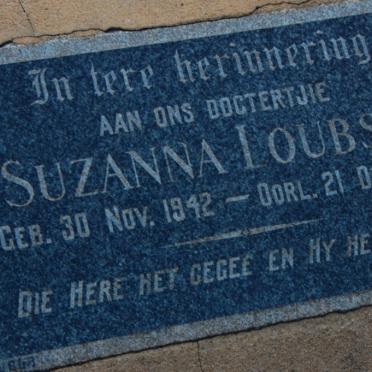 In tere herinnering
AAN ONS DOGTERTJIE
SUZANNA LOUBS
GEB. 30 NOV. 1942 — OORL. 21 D
DIE HERE HET GEGEE EN HY HE